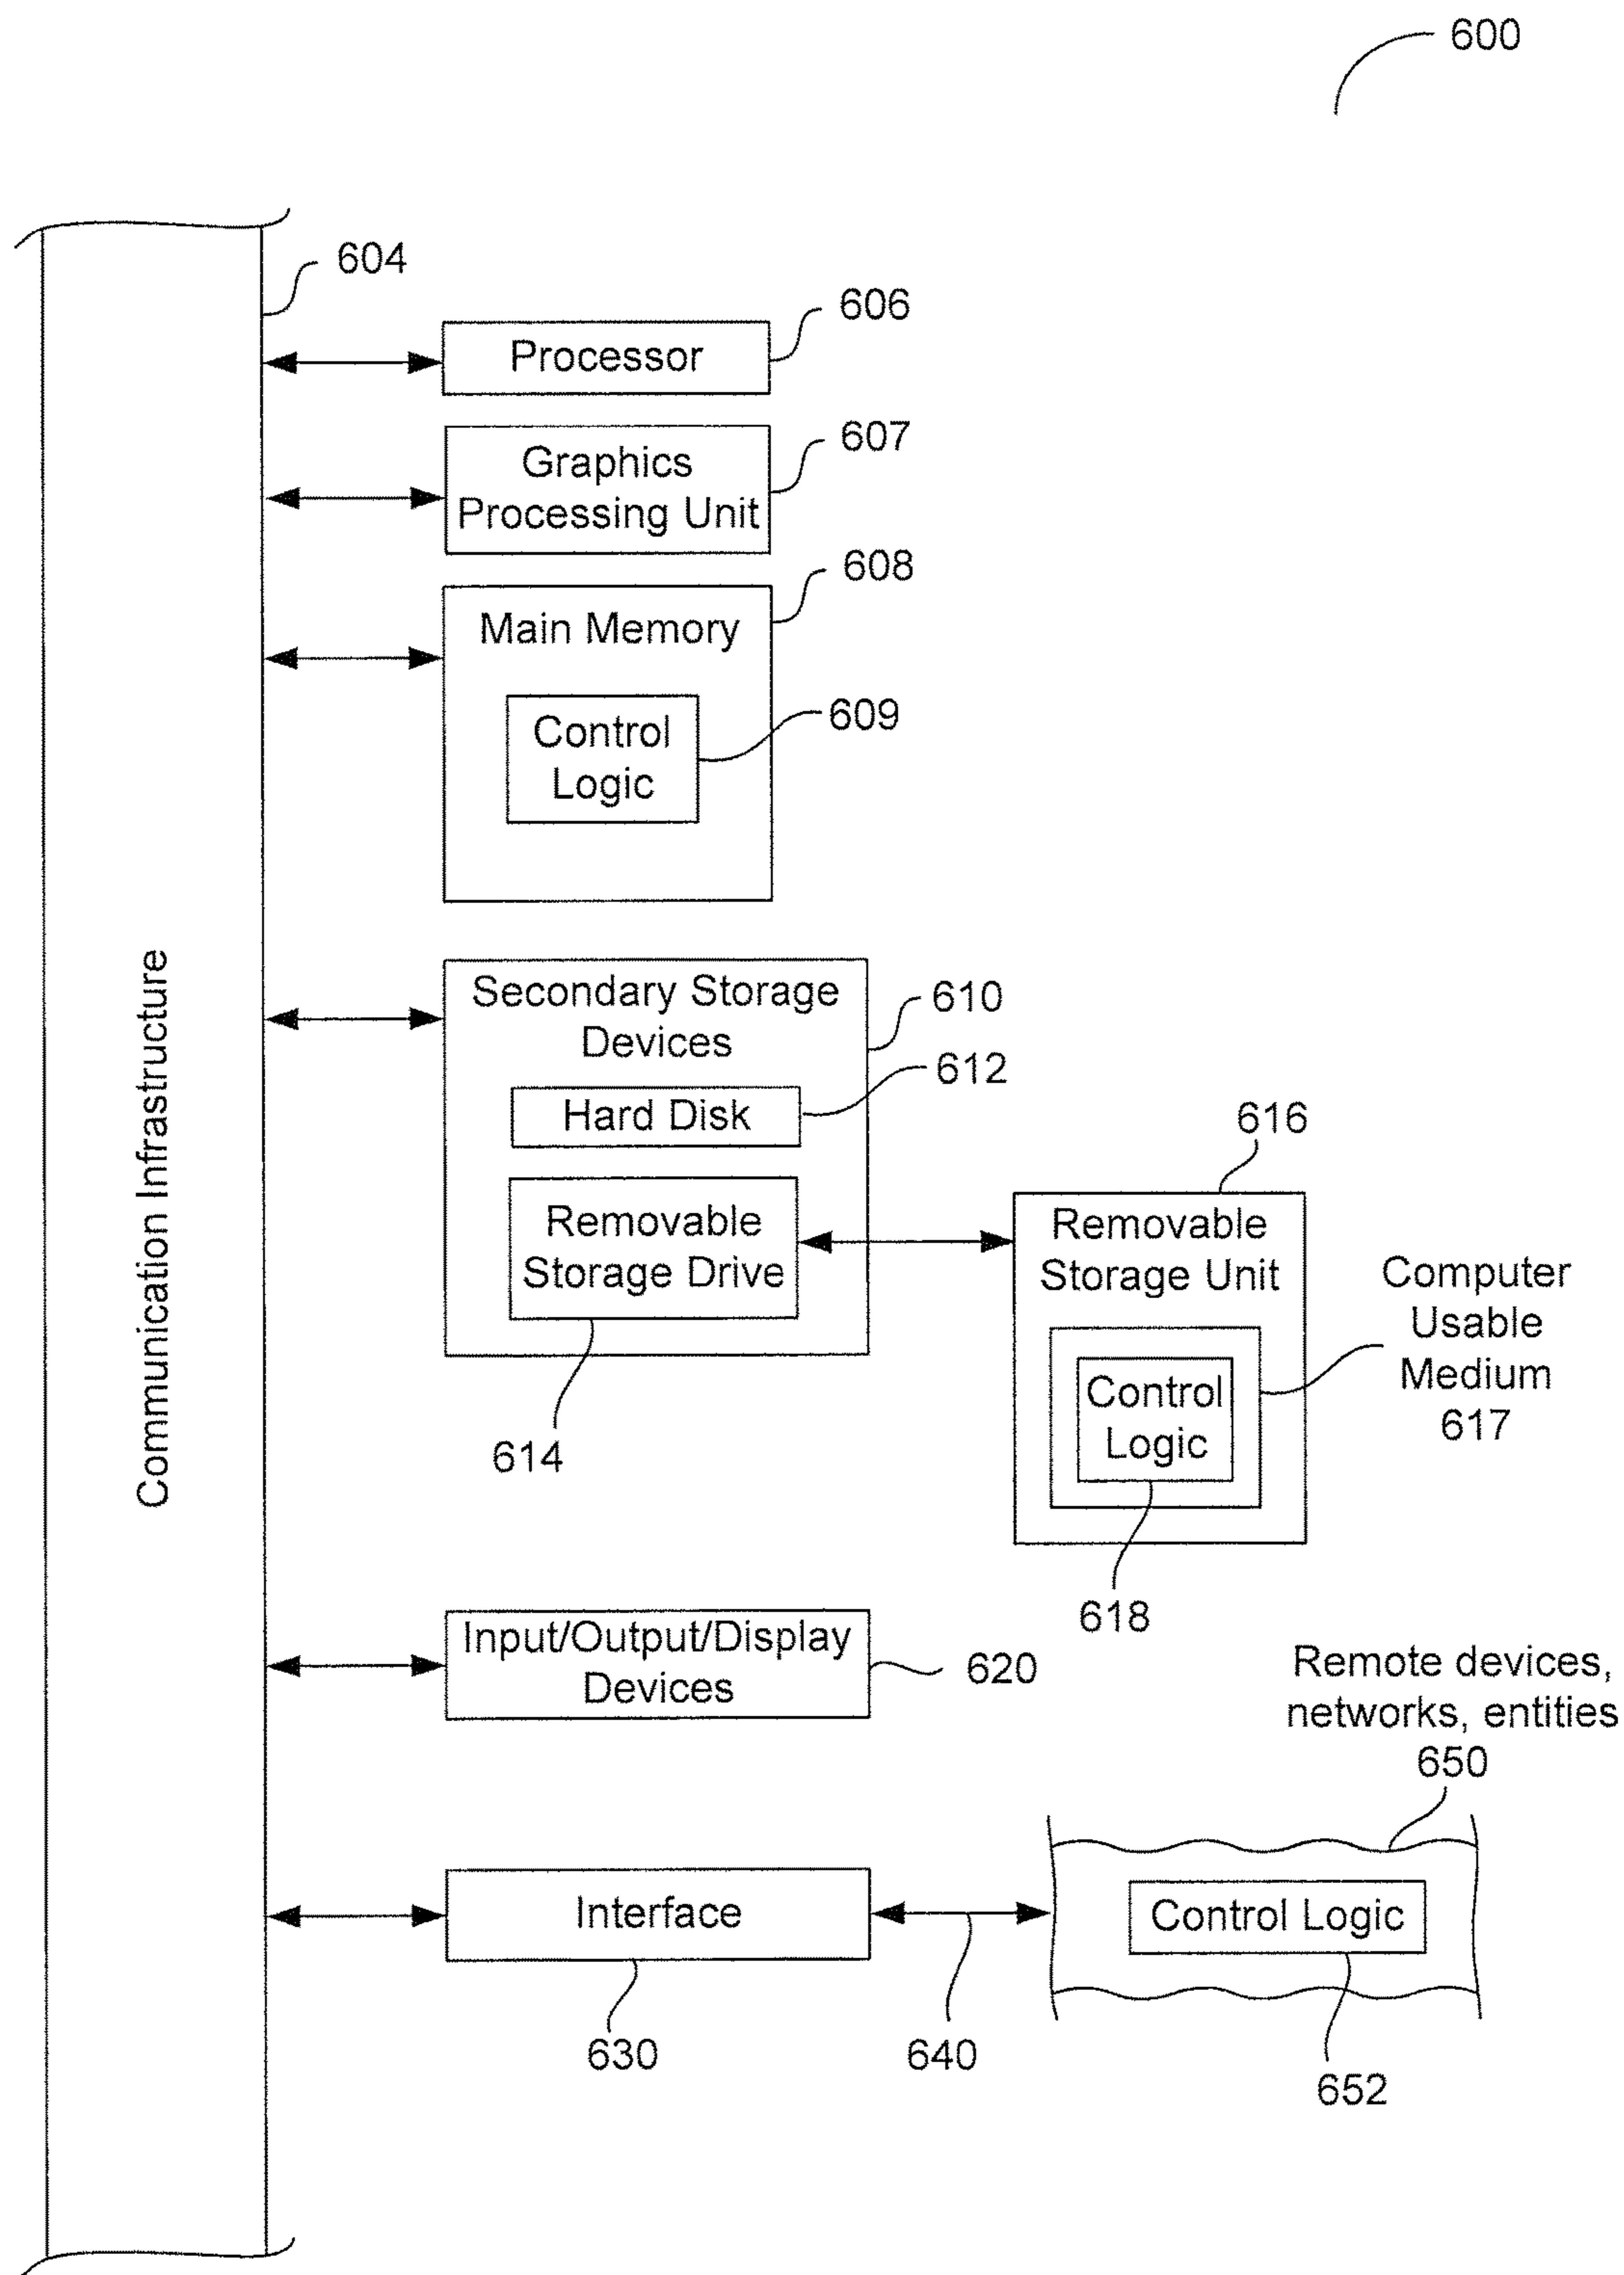 600
604
606
Processor
607
Graphics
Processing Unit
608
Main Memory
609
Control
Logic
Communication Infrastructure
Secondary Storage
Devices
610
612
Hard Disk
Removable
Storage Drive
614
616
Removable
Storage Unit
Computer
Usable
Medium
617
Control
Logic
618
Input/Output/Display
Devices
620
Remote devices,
networks, entities
650
Interface
630
640
Control Logic
652